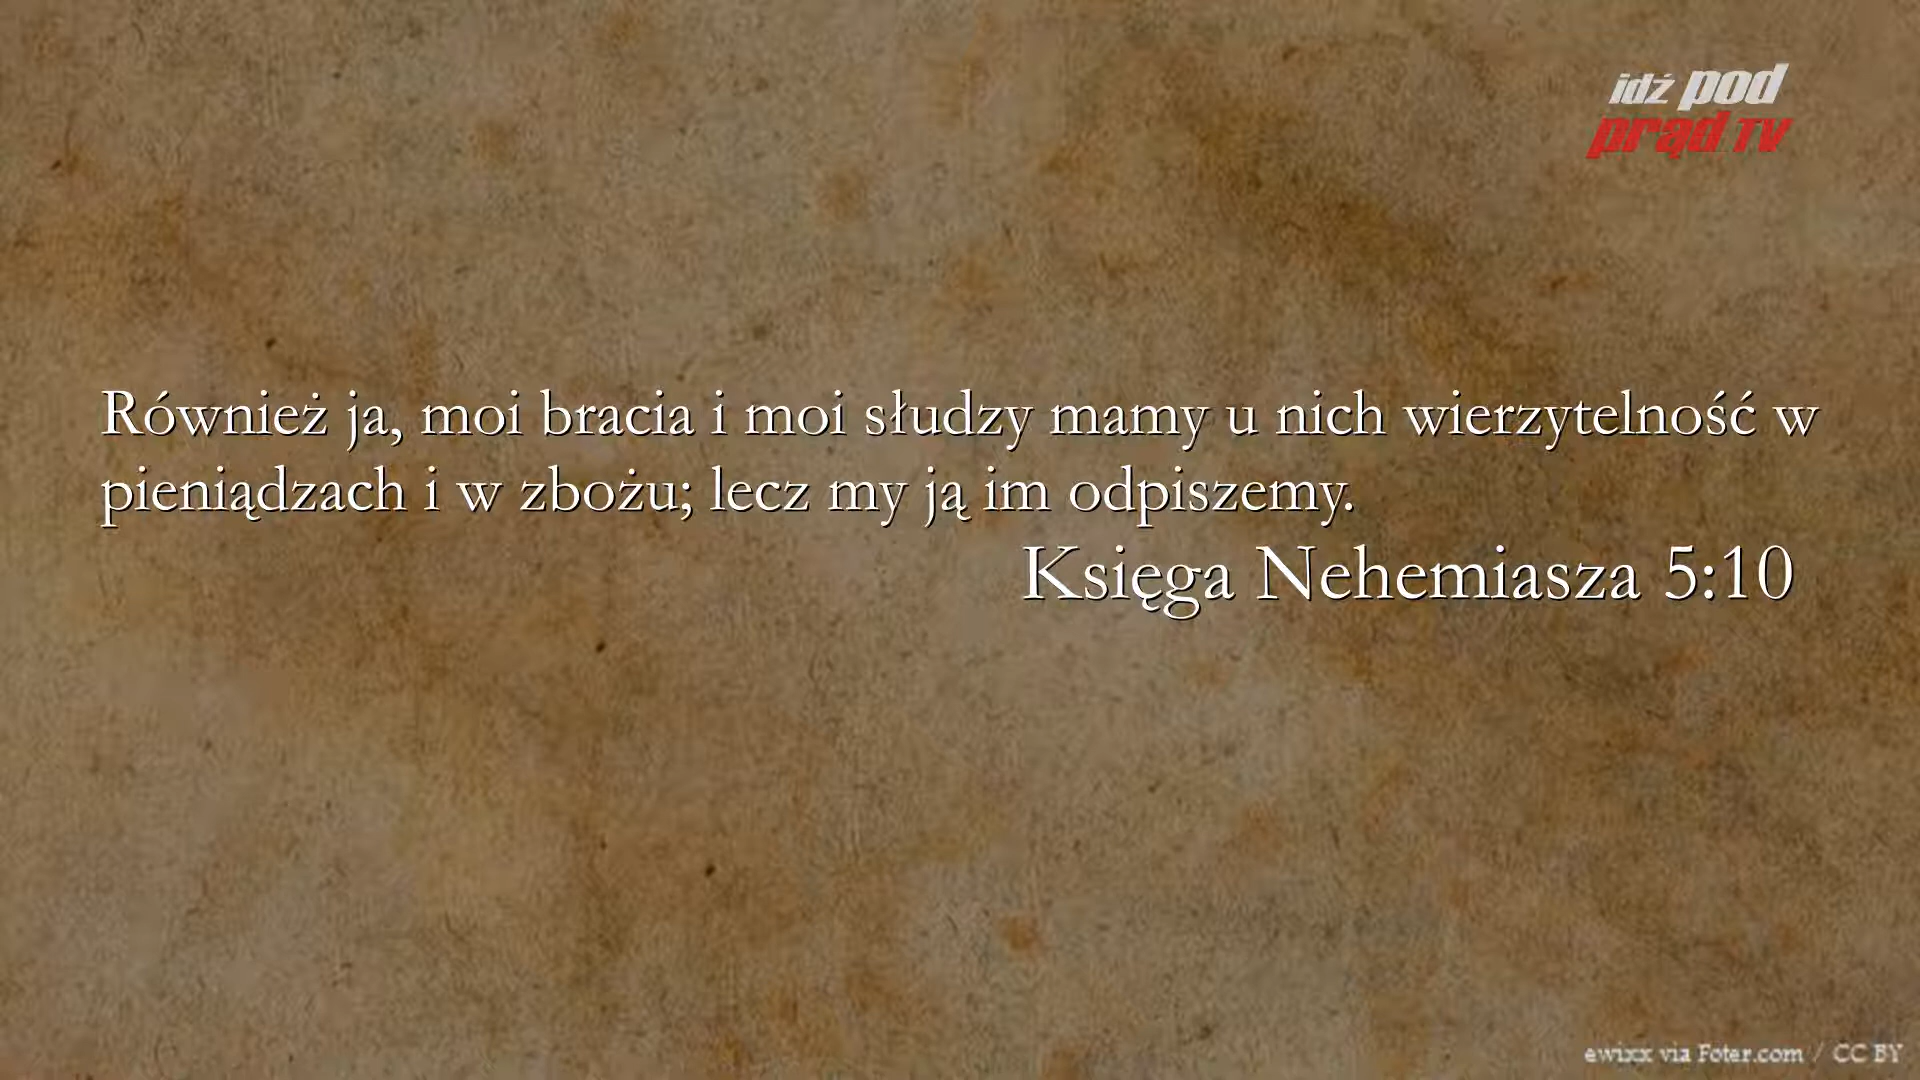 idź pod
prąd TV
Również ja, moi bracia i moi słudzy mamy u nich wierzytelność w
pieniądzach i w zbożu; lecz my ją im odpiszemy.
Księga Nehemiasza 5:10
ewixx via Foter.com / CC BY